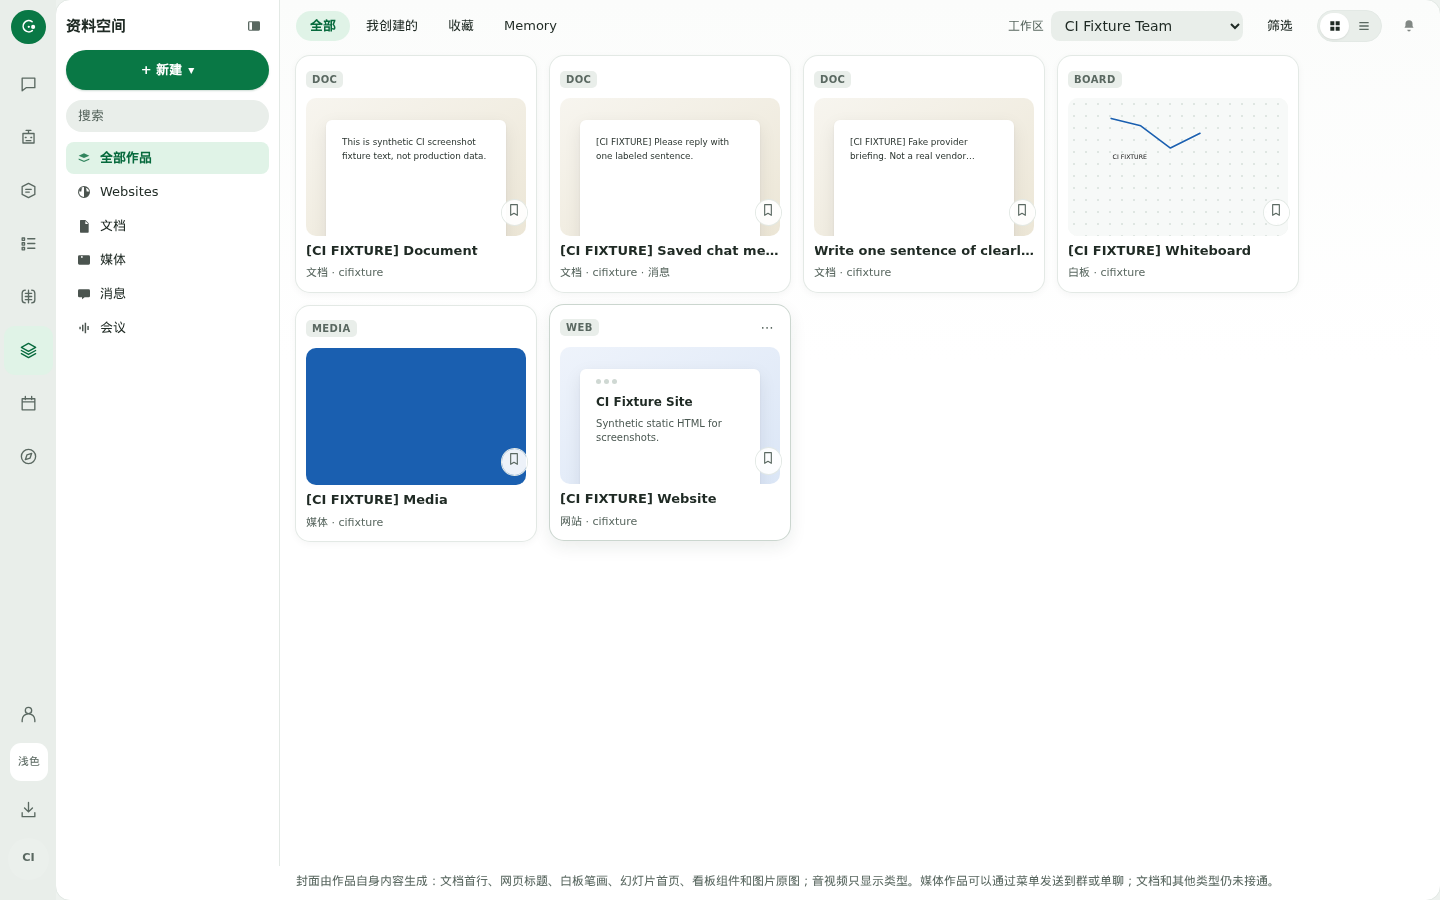 资料空间
+ 新建 ▾
搜索
全部作品
Websites
文档
媒体
消息
会议
浅色
CI
全部
我创建的
收藏
Memory
工作区
CI Fixture Team
筛选
DOC
This is synthetic CI screenshot
fixture text, not production data.
[CI FIXTURE] Document
文档 · cifixture
DOC
[CI FIXTURE] Please reply with
one labeled sentence.
[CI FIXTURE] Saved chat me...
文档 · cifixture · 消息
DOC
[CI FIXTURE] Fake provider
briefing. Not a real vendor...
Write one sentence of clearl...
文档 · cifixture
BOARD
CI FIXTURE
[CI FIXTURE] Whiteboard
白板 · cifixture
MEDIA
[CI FIXTURE] Media
媒体 · cifixture
WEB
...
CI Fixture Site
Synthetic static HTML for
screenshots.
[CI FIXTURE] Website
网站 · cifixture
封面由作品自身内容生成：文档首行、网页标题、白板笔画、幻灯片首页、看板组件和图片原图；音视频只显示类型。媒体作品可以通过菜单发送到群或单聊；文档和其他类型仍未接通。